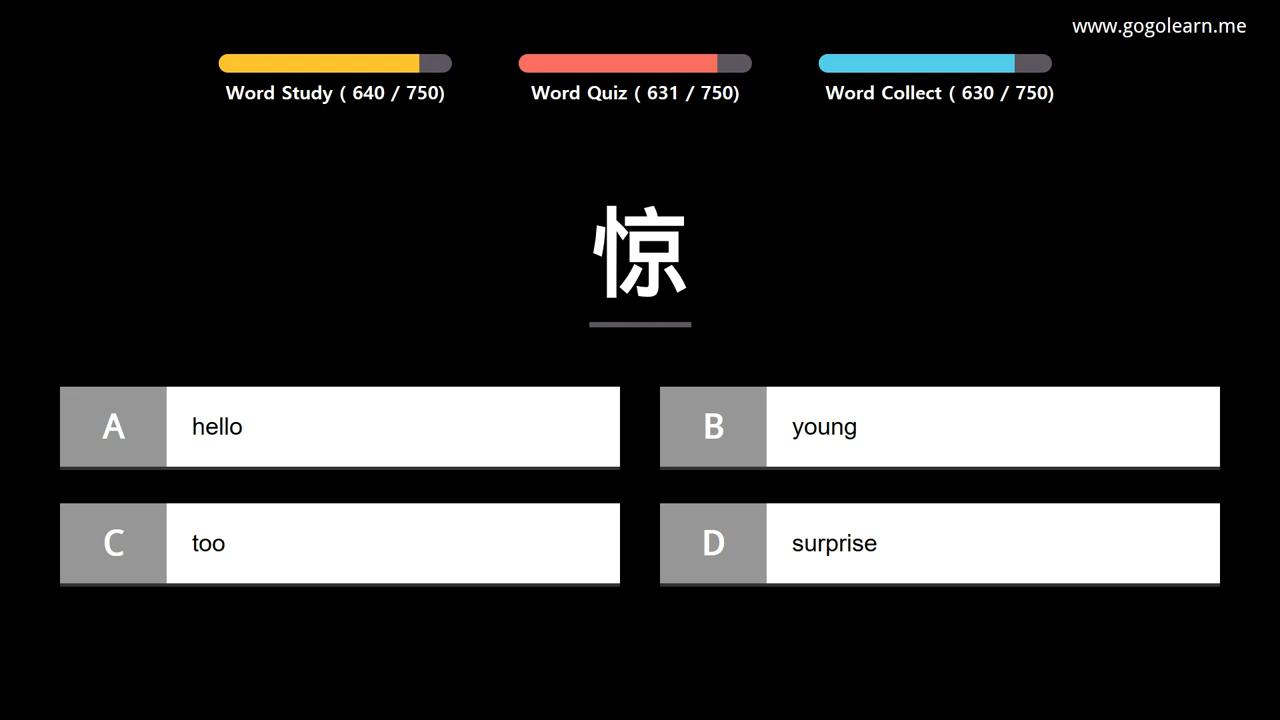 www.gogolearn.me
Word Study ( 640 / 750)
Word Quiz ( 631 / 750)
Word Collect ( 630 / 750)
惊
A hello
B young
C too
D surprise